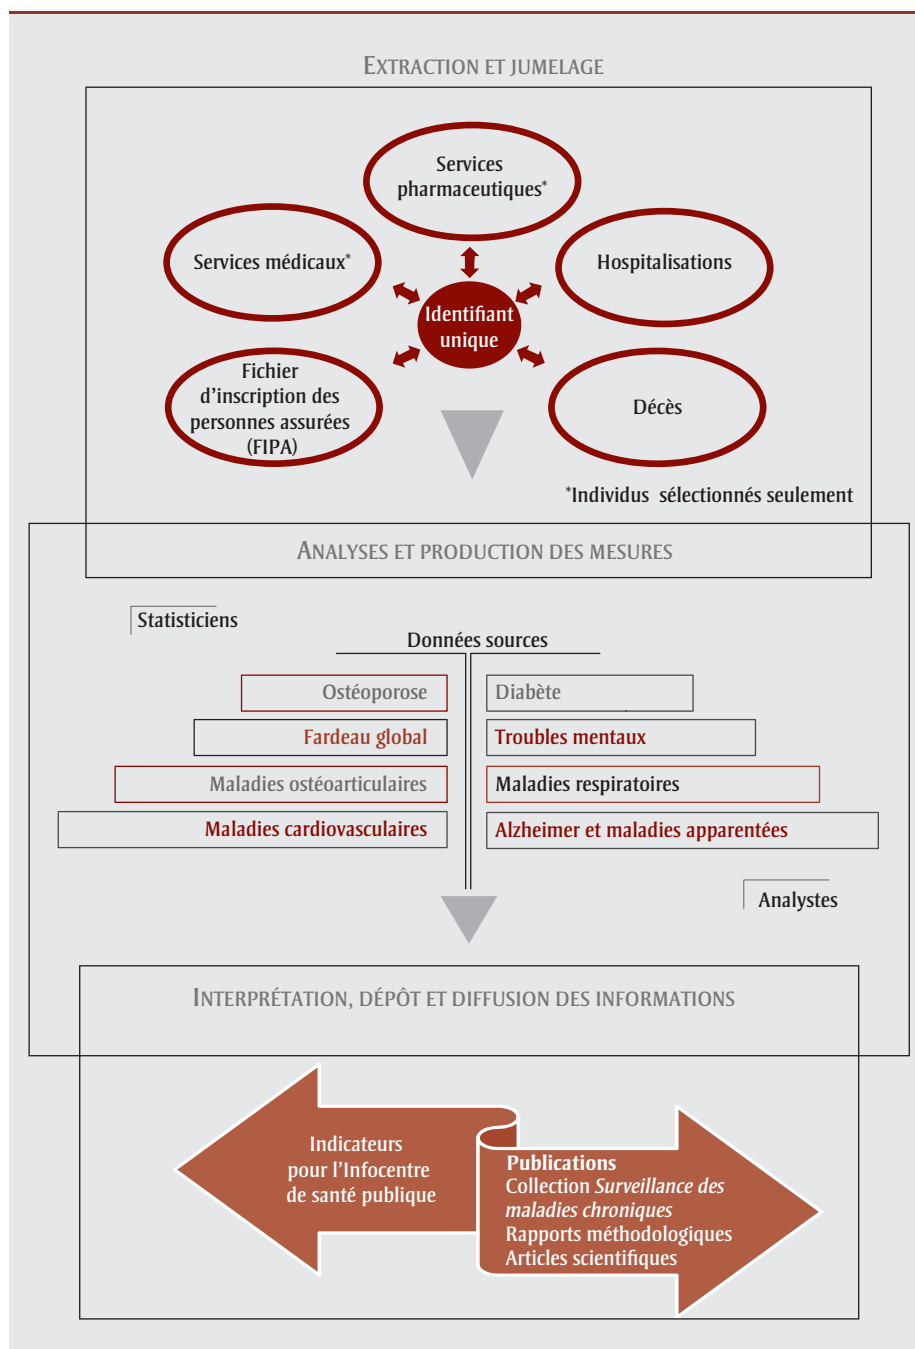 EXTRACTION ET JUMELAGE
Services
pharmaceutiques*
Services médicaux*
Hospitalisations
Identifiant
unique
Fichier
d'inscription des
personnes assurées
(FIPA)
Décès
*Individus sélectionnés seulement
ANALYSES ET PRODUCTION DES MESURES
Statisticiens
Données sources
Ostéoporose
Diabète
Fardeau global
Troubles mentaux
Maladies ostéoarticulaires
Maladies respiratoires
Maladies cardiovasculaires
Alzheimer et maladies apparentées
Analystes
INTERPRÉTATION, DÉPÔT ET DIFFUSION DES INFORMATIONS
Indicateurs
pour l'Infocentre
de santé publique
Publications
Collection Surveillance des
maladies chroniques
Rapports méthodologiques
Articles scientifiques